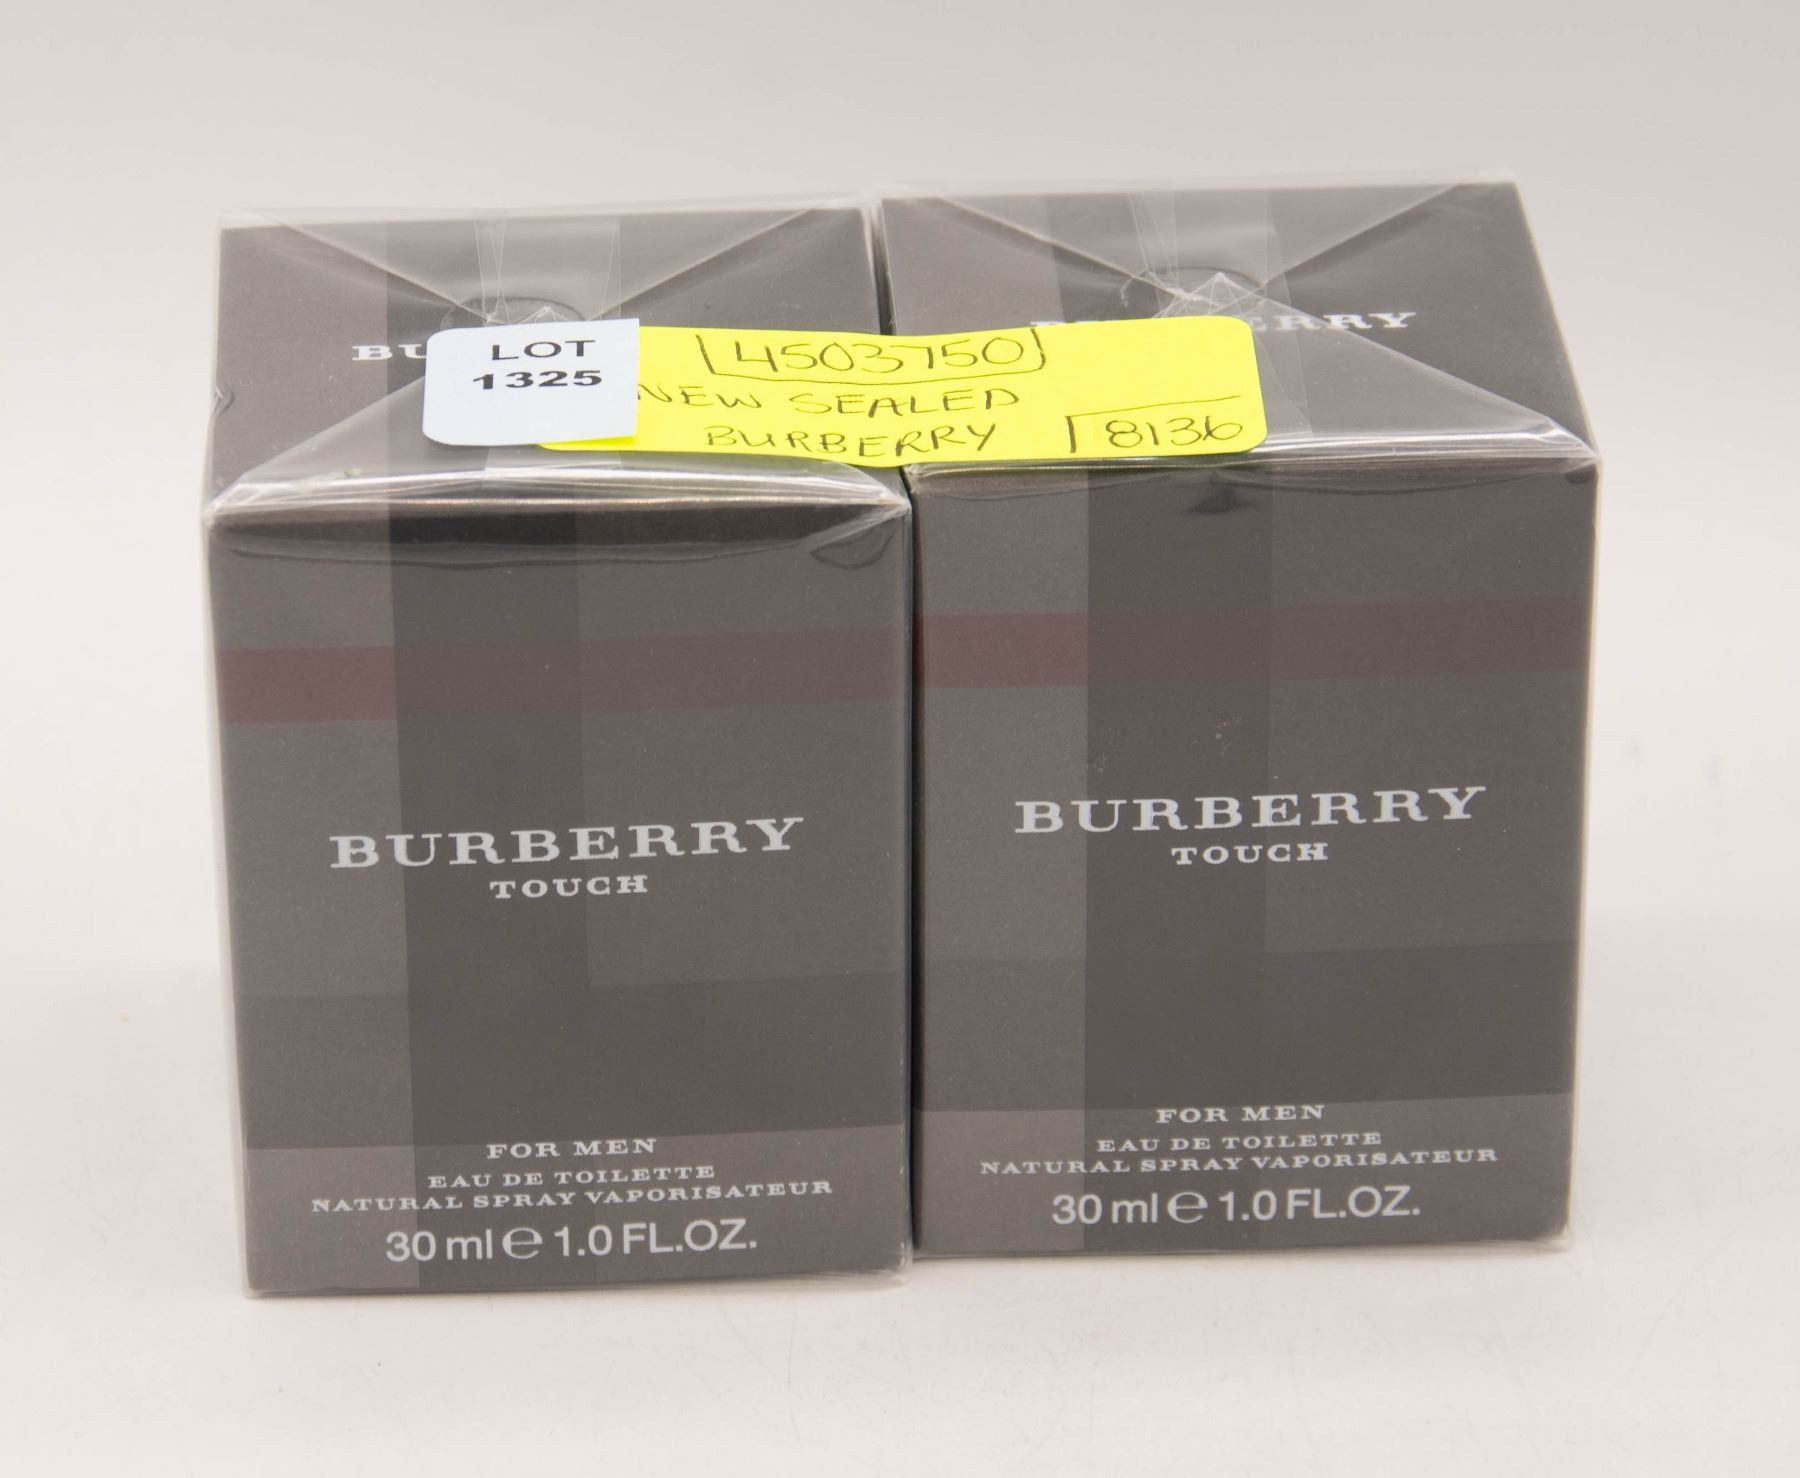 BU
ERRY
LOT
1325
4503750
NEW SEALED
BURBERRY
8136
BURBERRY
TOUCH
FOR MEN
EAU DE TOILETTE
NATURAL SPRAY VAPORISATEUR
30 ml e 1.0 FL.OZ.
BURBERRY
TOUCH
FOR MEN
EAU DE TOILETTE
NATURAL SPRAY VAPORISATEUR
30 ml e 1.0 FL.OZ.